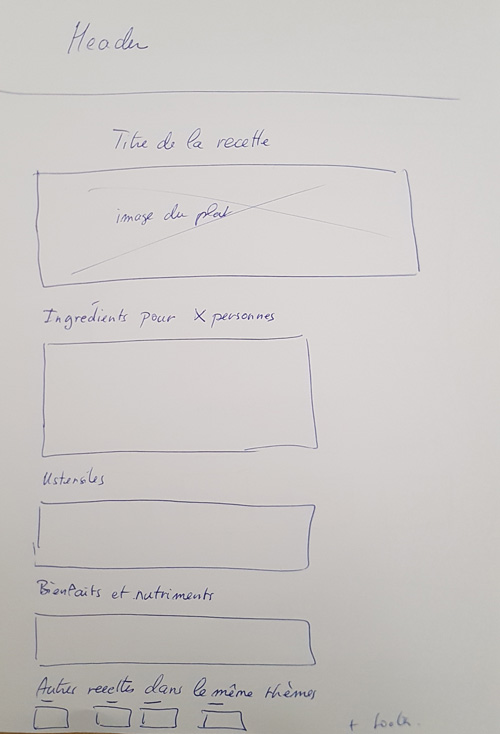 Header
Titre de la recette
image du plat
Ingrédients pour X personnes
Ustensiles
Bienfaits et nutriments
Autres recettes dans le même thèmes
+